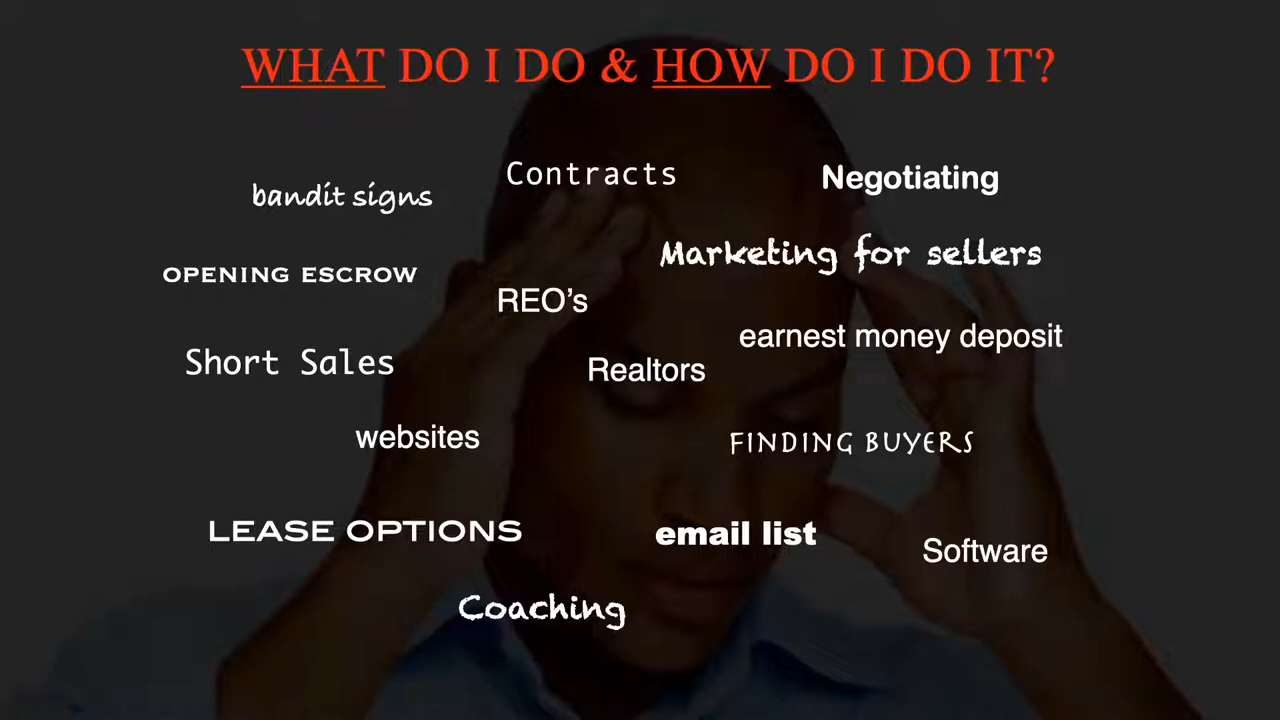 WHAT DO I DO & HOW DO I DO IT?
Contracts
Negotiating
bandit signs
Marketing for sellers
OPENING ESCROW
REO's
earnest money deposit
Short Sales
Realtors
websites
FINDING BUYERS
LEASE OPTIONS
email list
Software
Coaching